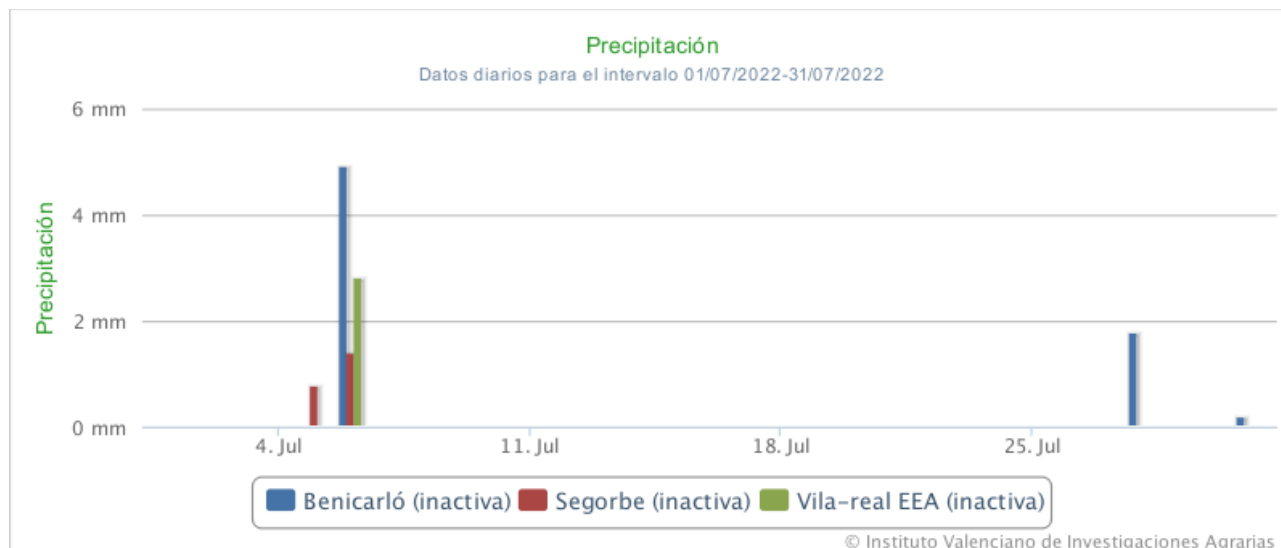 Precipitación
Datos diarios para el intervalo 01/07/2022-31/07/2022
6 mm
4 mm
2 mm
0 mm
Precipitación
4. Jul 11. Jul 18. Jul 25. Jul
Benicarló (inactiva) Segorbe (inactiva) Vila-real EEA (inactiva)
© Instituto Valenciano de Investigaciones Agrarias